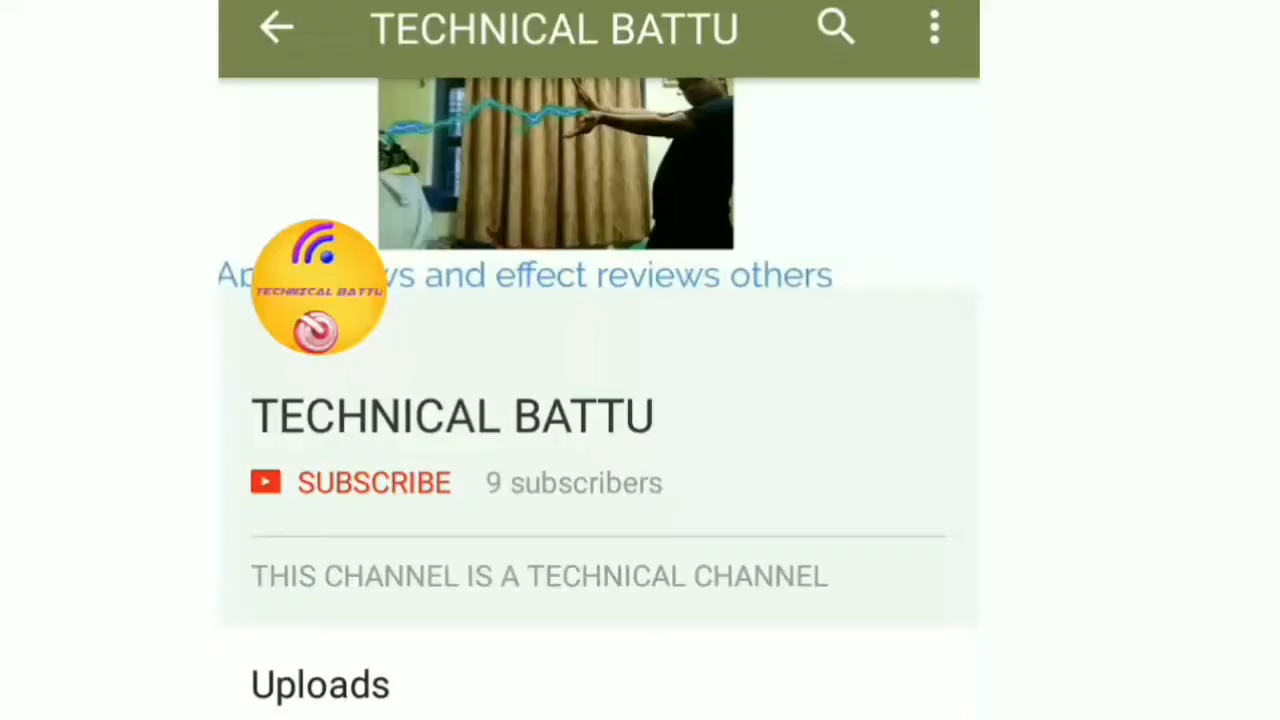 TECHNICAL BATTU
and effect reviews others
TECHNICAL BATTU
TECHNICAL BATTU
SUBSCRIBE 9 subscribers
THIS CHANNEL IS A TECHNICAL CHANNEL
Uploads